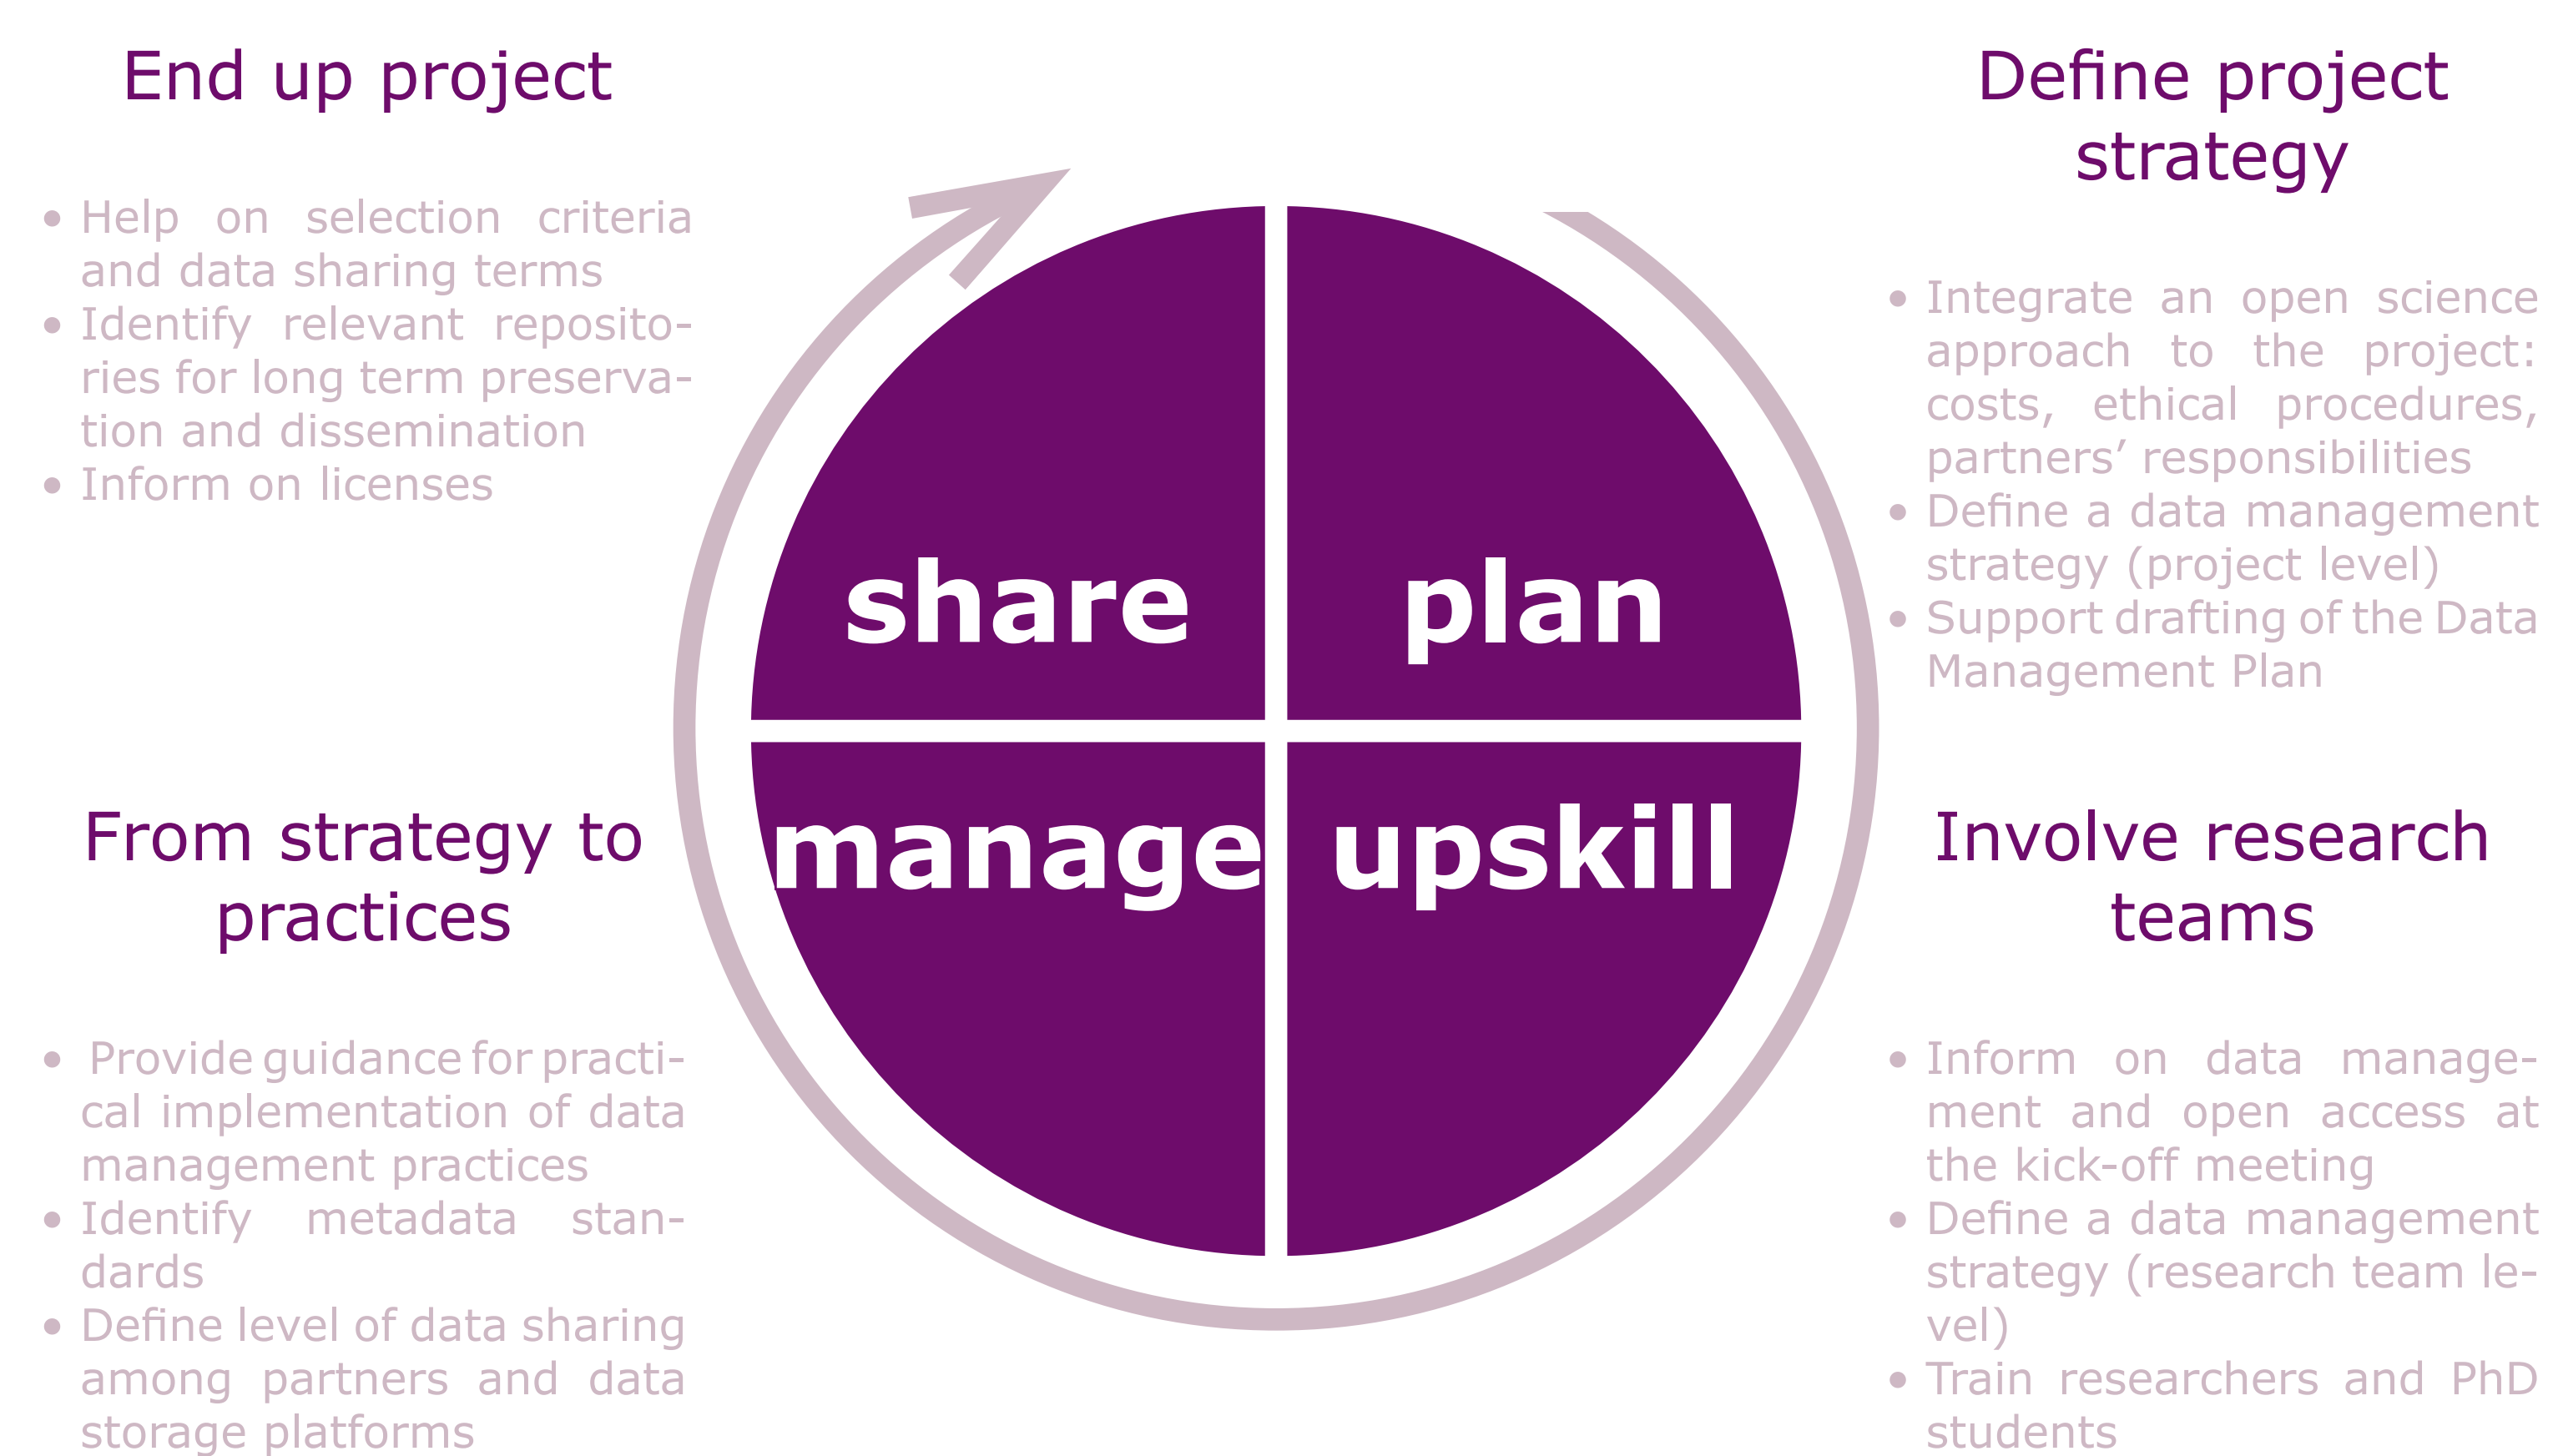 End up project
• Help on selection criteria
and data sharing terms
• Identify relevant reposito-
ries for long term preserva-
tion and dissemination
• Inform on licenses
Define project
strategy
• Integrate an open science
approach to the project:
costs, ethical procedures,
partners’ responsibilities
• Define a data management
strategy (project level)
• Support drafting of the Data
Management Plan
share
plan
manage
upskill
From strategy to
practices
• Provide guidance for practi-
cal implementation of data
management practices
• Identify metadata stan-
dards
• Define level of data sharing
among partners and data
storage platforms
Involve research
teams
• Inform on data manage-
ment and open access at
the kick-off meeting
• Define a data management
strategy (research team le-
vel)
• Train researchers and PhD
students